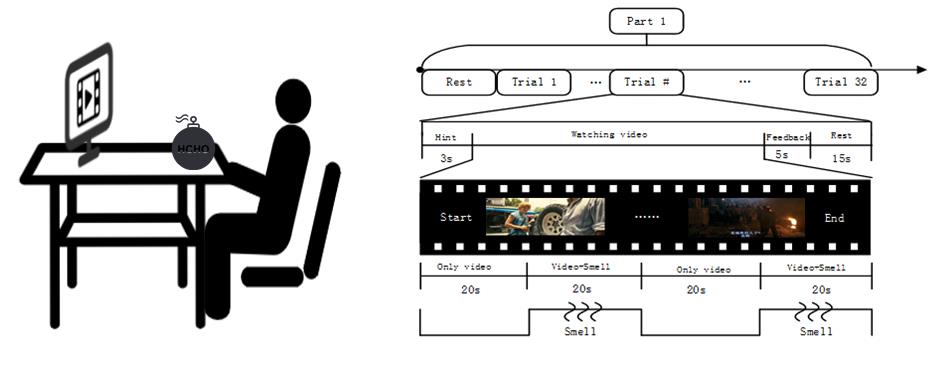 HCHO
Part 1
Rest Trial 1 ... Trial # ... Trial 32
Hint Watching video Feedback Rest
3s 5s 15s
Start ...... End
Only video Video-Smell Only video Video-Smell
20s 20s 20s 20s
Smell Smell